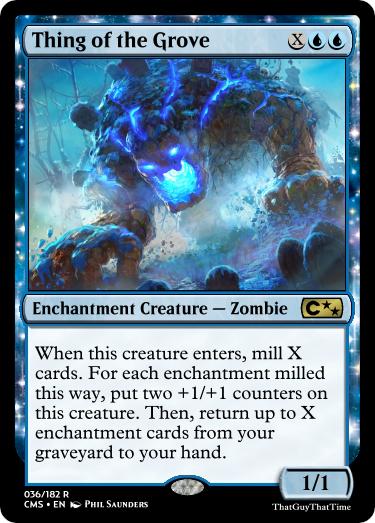 Thing of the Grove X
Enchantment Creature — Zombie C
When this creature enters, mill X
cards. For each enchantment milled
this way, put two +1/+1 counters on
this creature. Then, return up to X
enchantment cards from your
graveyard to your hand.
1/1
036/182 R
CMS • EN PHIL SAUNDERS
ThatGuyThatTime